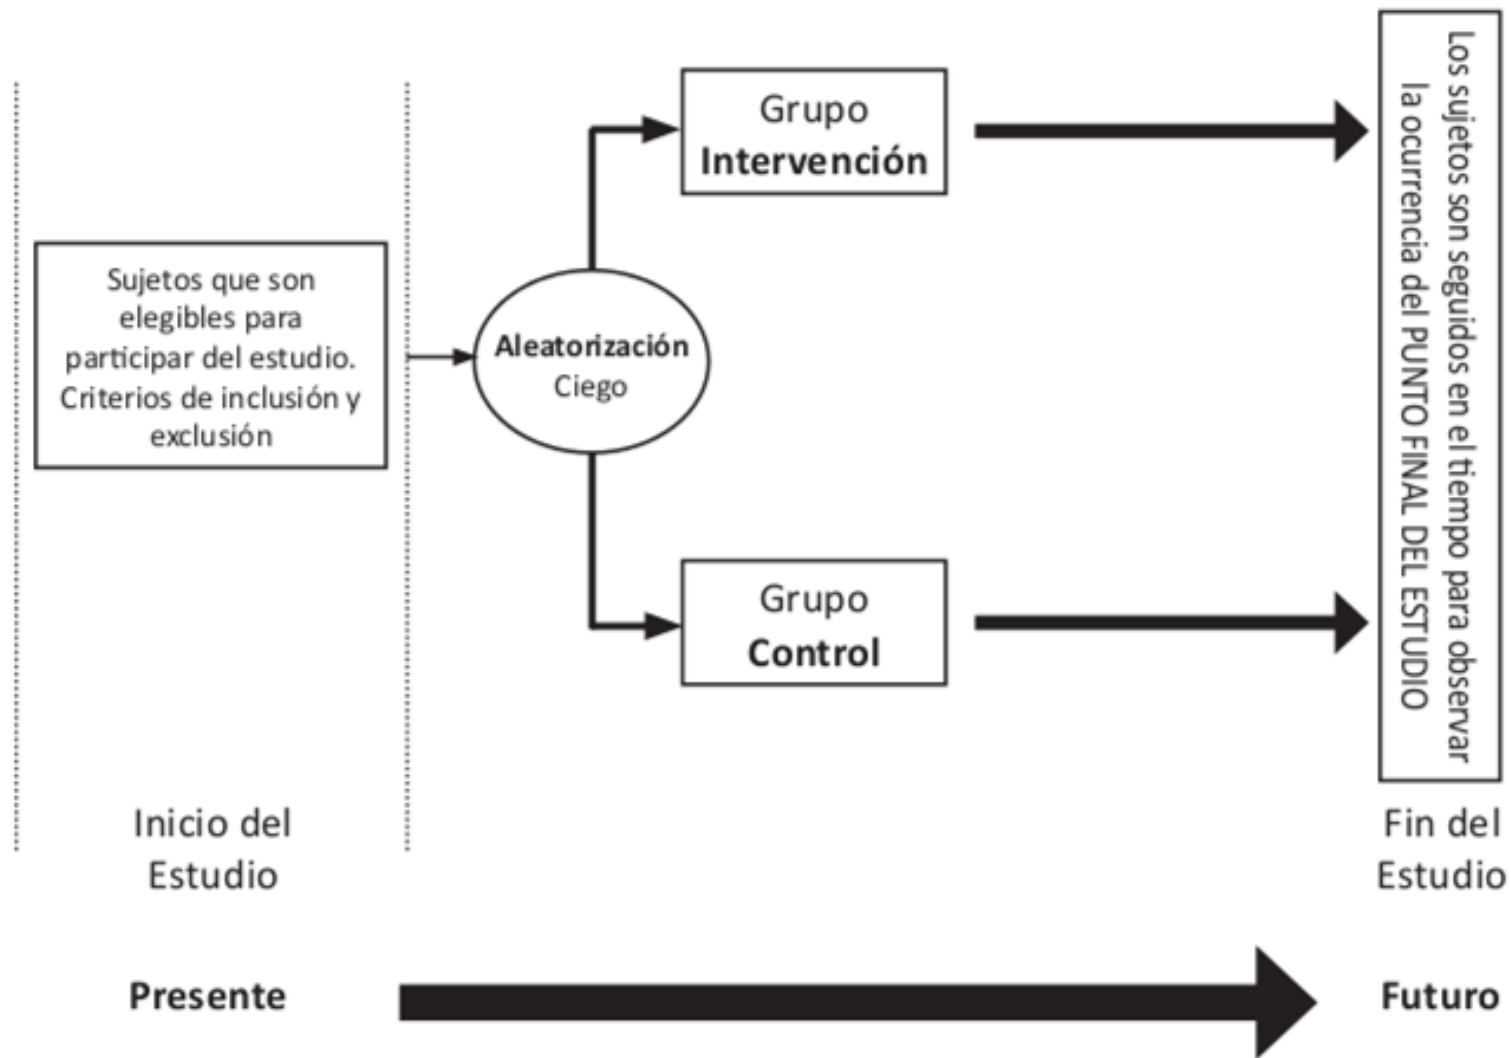 Sujetos que son
elegibles para
participar del estudio.
Criterios de inclusión y
exclusión
Aleatorización
Ciego
Grupo
Intervención
Grupo
Control
Los sujetos son seguidos en el tiempo para observar
la ocurrencia del PUNTO FINAL DEL ESTUDIO
Inicio del
Estudio
Fin del
Estudio
Presente
Futuro